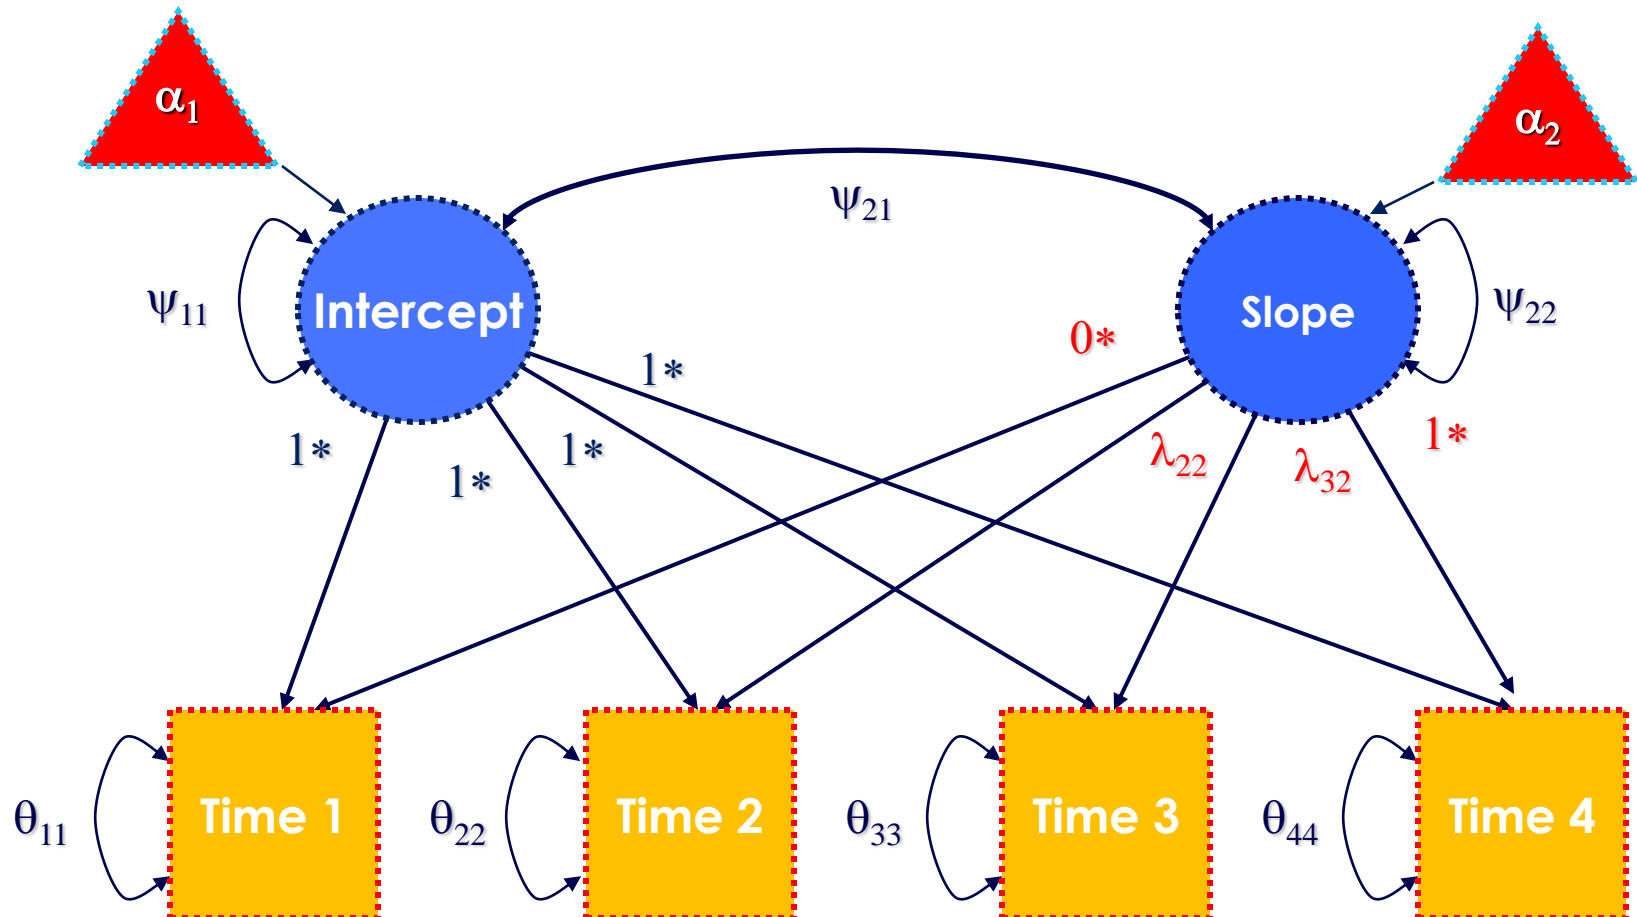 α₁
α₂
ψ₂₁
ψ₁₁
Intercept
Slope
ψ₂₂
0*
1*
1*
1*
1*
λ₂₂
λ₃₂
1*
θ₁₁
Time 1
θ₂₂
Time 2
θ₃₃
Time 3
θ₄₄
Time 4